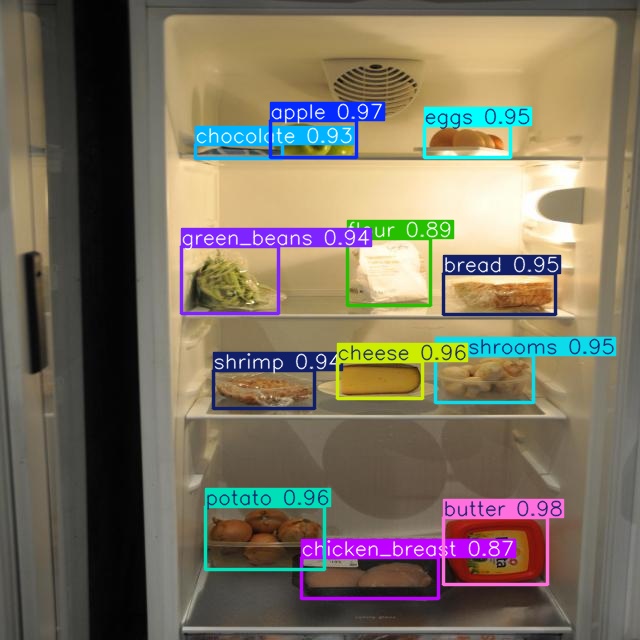 apple 0.97
chocolate 0.93
eggs 0.95
flour 0.89
green_beans 0.94
bread 0.95
shrooms 0.95
cheese 0.96
shrimp 0.94
potato 0.96
butter 0.98
chicken_breast 0.87